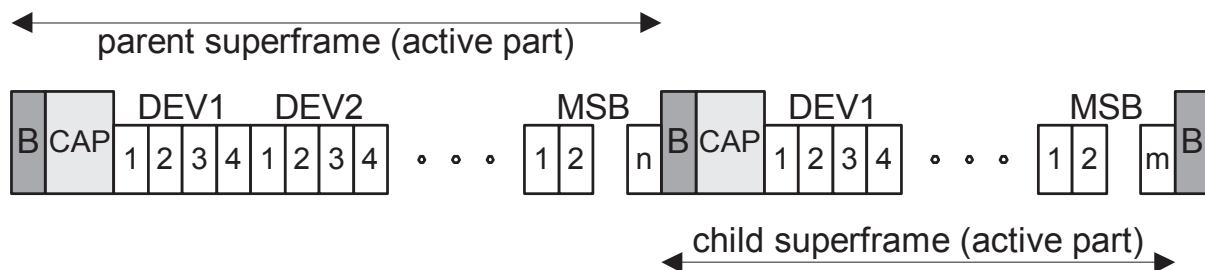 parent superframe (active part)
DEV1 DEV2 MSB DEV1 MSB
B CAP 1 2 3 4 1 2 3 4 1 2 n B CAP 1 2 3 4 1 2 m B
child superframe (active part)